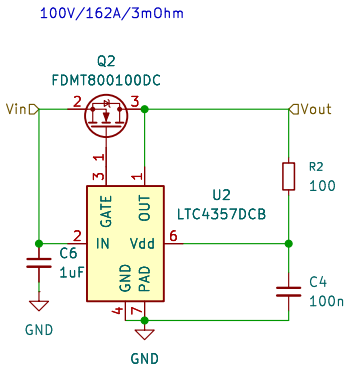 100V/162A/3mOhm
Q2
FDMT800100DC
Vin
2
3
Vout
1
3
1
R2
100
GATE
OUT
U2
LTC4357DCB
2
IN
Vdd
6
C6
1uF
GND
PAD
C4
100n
4
7
GND
GND